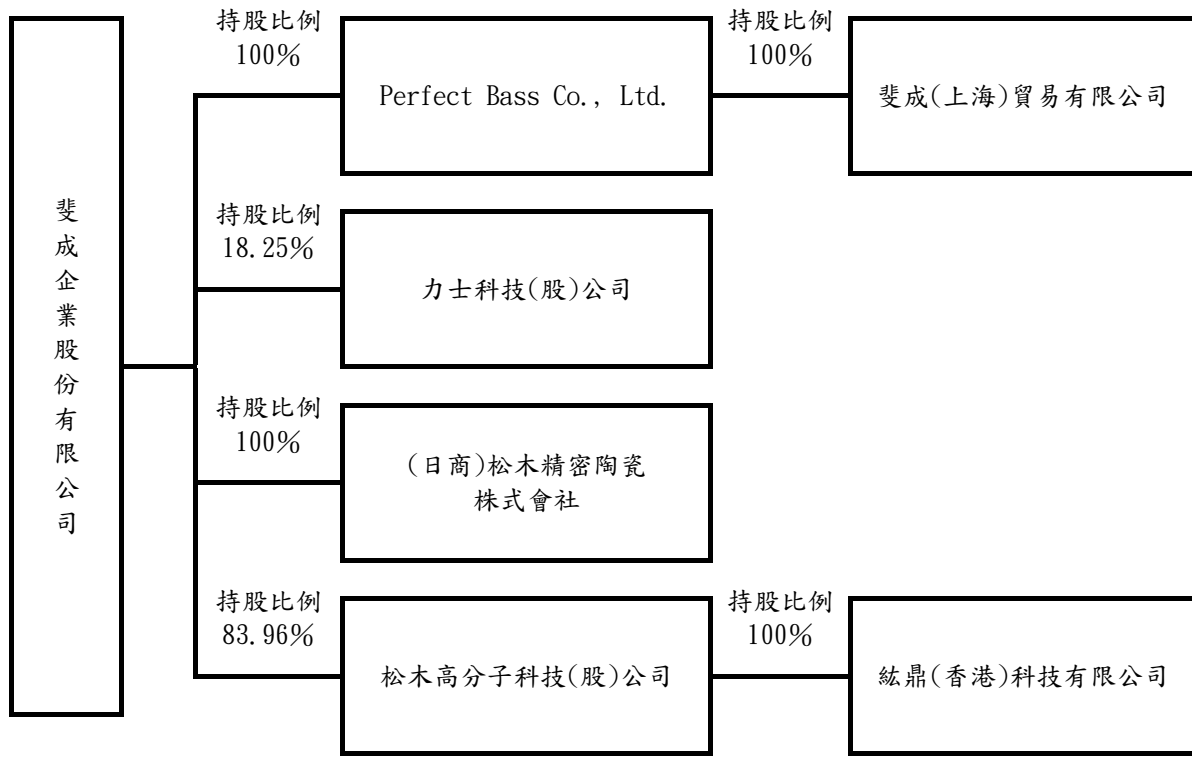 斐成企業股份有限公司
持股比例
100%
Perfect Bass Co., Ltd.
持股比例
100%
斐成(上海)貿易有限公司
持股比例
18.25%
力士科技(股)公司
持股比例
100%
(日商)松木精密陶瓷
株式會社
持股比例
83.96%
松木高分子科技(股)公司
持股比例
100%
紘鼎(香港)科技有限公司